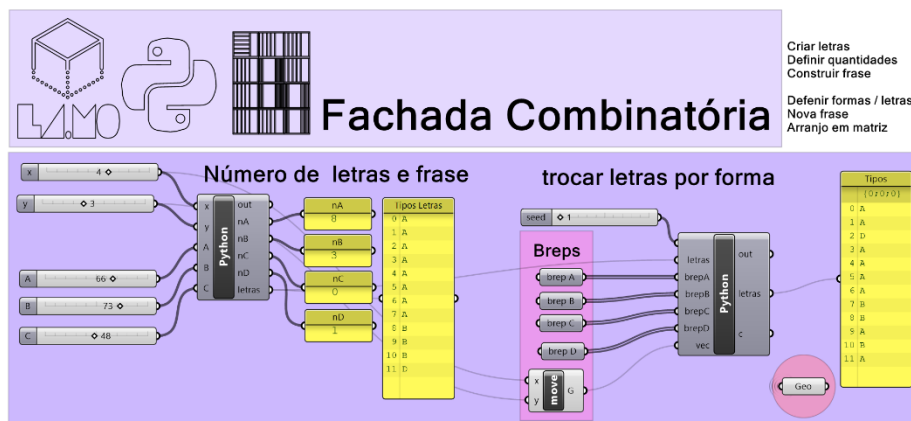 LA.MO
Fachada Combinatória
Criar letras
Definir quantidades
Construir frase
Defenir formas / letras
Nova frase
Arranjo em matriz
Número de letras e frase
trocar letras por forma
x 4
y 3
A 66
B 73
C 48
x
y
A
B
C
Python
out
nA
nB
nC
nD
letras
nA
8
nB
3
nC
0
nD
1
Tipos Letras
0 A
1 A
2 A
3 A
4 A
5 A
6 A
7 A
8 B
9 B
10 B
11 D
seed 1
Breps
brep A
brep B
brep C
brep D
x
y
move
G
letras
brepA
brepB
brepC
brepD
vec
Python
out
letras
c
Geo
Tipos
{0;0;0}
0 A
1 A
2 D
3 A
4 A
5 A
6 A
7 B
8 B
9 A
10 B
11 A